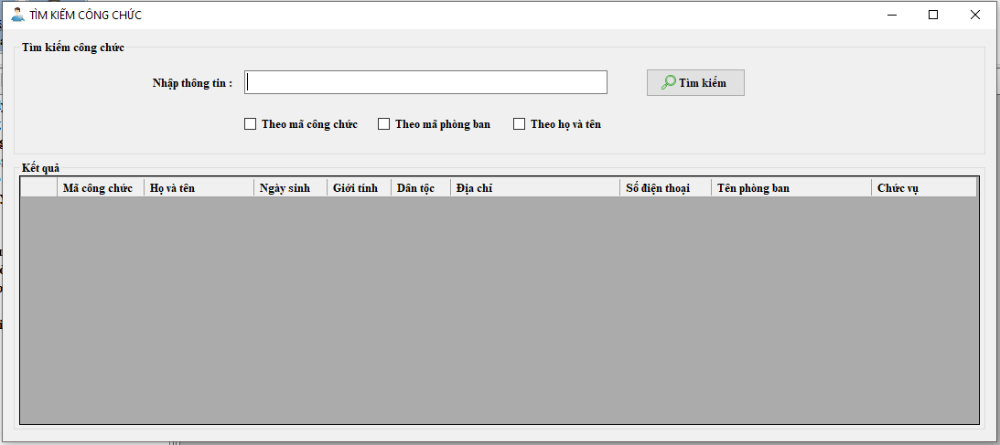 TÌM KIẾM CÔNG CHỨC
Tìm kiếm công chức
Nhập thông tin :
Tìm kiếm
Theo mã công chức Theo mã phòng ban Theo họ và tên
Kết quả
Mã công chức Họ và tên Ngày sinh Giới tính Dân tộc Địa chỉ Số điện thoại Tên phòng ban Chức vụ